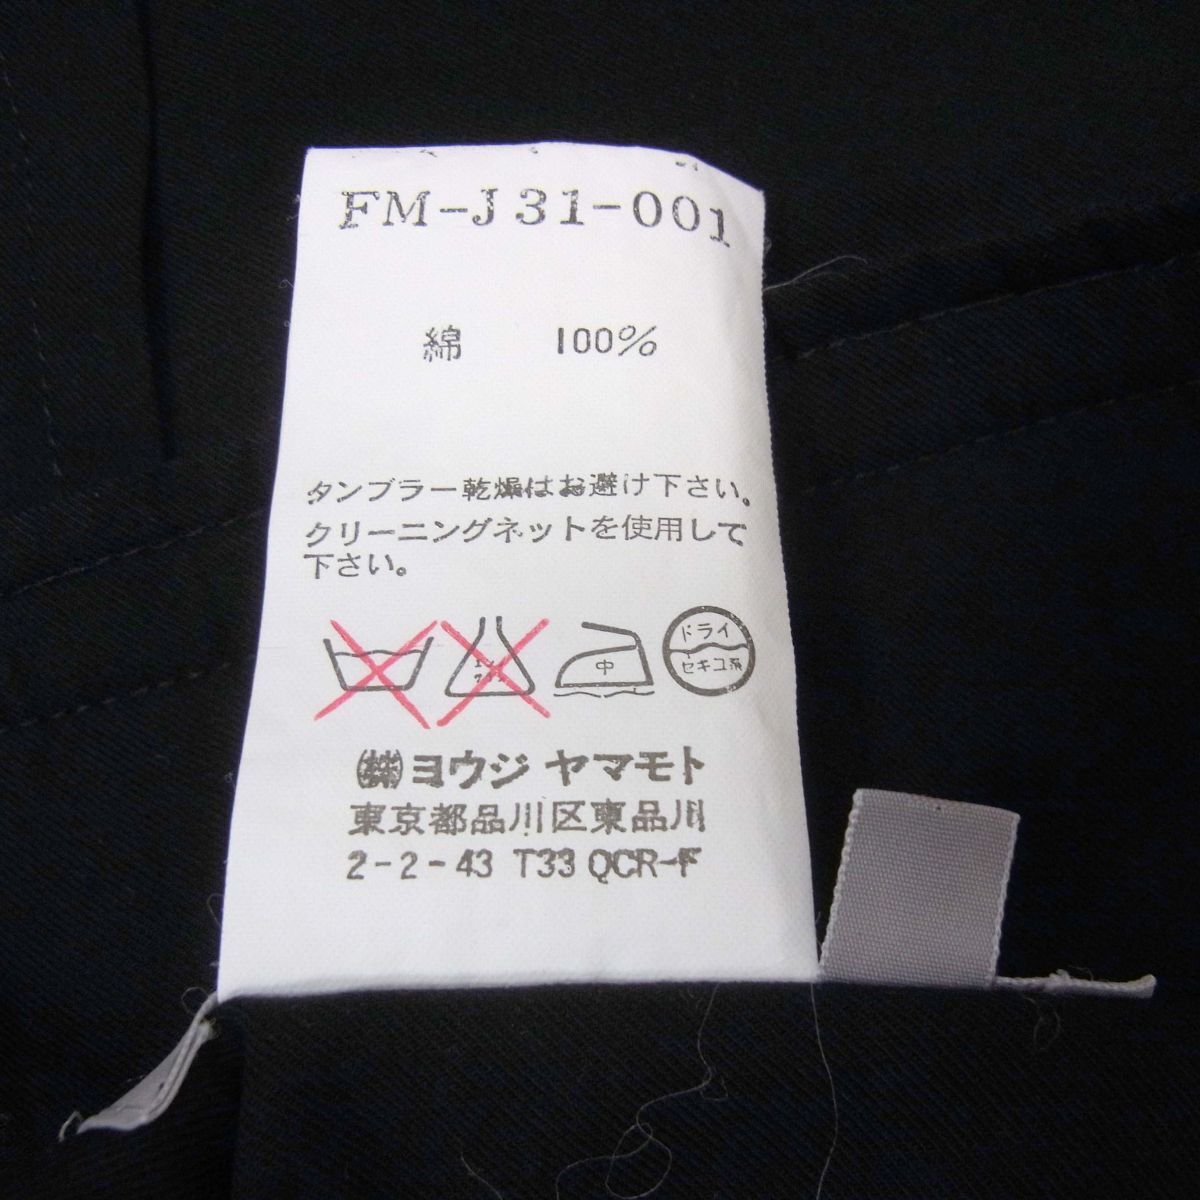 FM-J31-001
綿 100%
タンブラー乾燥はお避け下さい。
クリーニングネットを使用して
下さい。
中
ドライ
セキユ系
㈱ヨウジ ヤマモト
東京都品川区東品川
2-2-43 T33 QCR-F